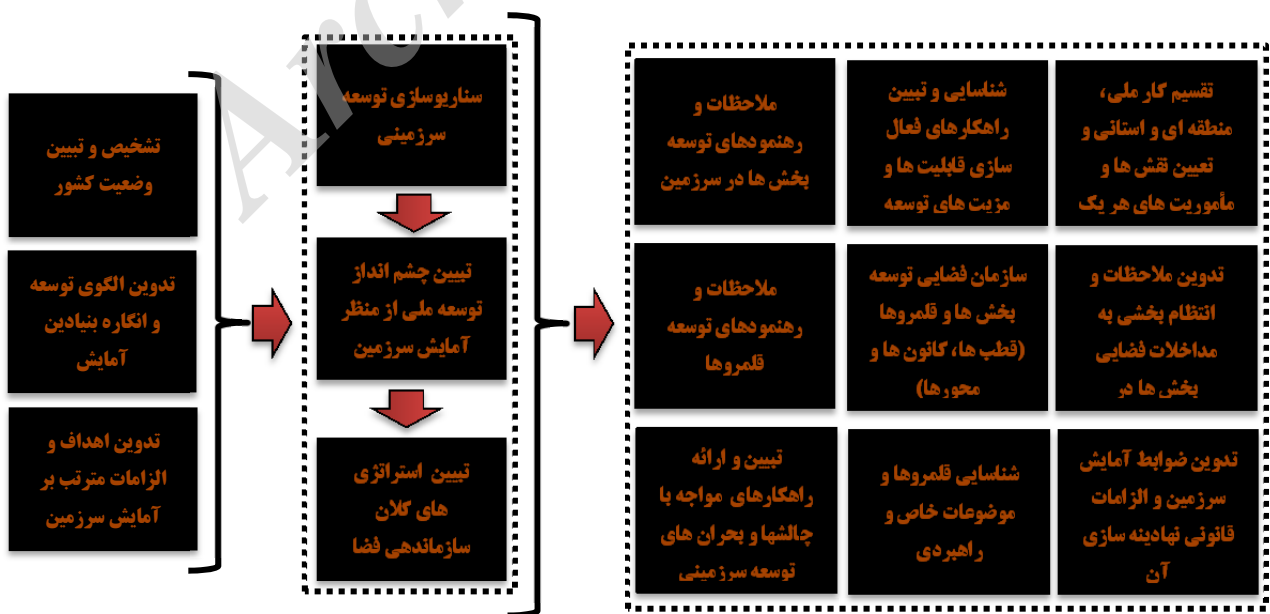 تشخیص و تبیین
وضعیت کشور
تدوین الگوی توسعه
و انگاره بنیادین
آمایش
تدوین اهداف و
الزامات مترتب بر
آمایش سرزمین
سناریوسازی توسعه
سرزمینی
تبیین چشم انداز
توسعه ملی از منظر
آمایش سرزمین
تبیین استراتژی
های کلان
سازماندهی فضا
ملاحظات و
رهنمودهای توسعه
بخش ها در سرزمین
شناسایی و تبیین
راهکارهای فعال
سازی قابلیت ها و
مزیت های توسعه
تقسیم کار ملی،
منطقه ای و استانی و
تعیین نقش ها و
مأموریت های هر یک
ملاحظات و
رهنمودهای توسعه
قلمروها
سازمان فضایی توسعه
بخش ها و قلمروها
(قطب ها، کانون ها و
محورها)
تدوین ملاحظات و
انتظام بخشی به
مداخلات فضایی
بخش ها در
تبیین و ارائه
راهکارهای مواجه با
چالشها و بحران های
توسعه سرزمینی
شناسایی قلمروها و
موضوعات خاص و
راهبردی
تدوین ضوابط آمایش
سرزمین و الزامات
قانونی نهادینه سازی
آن